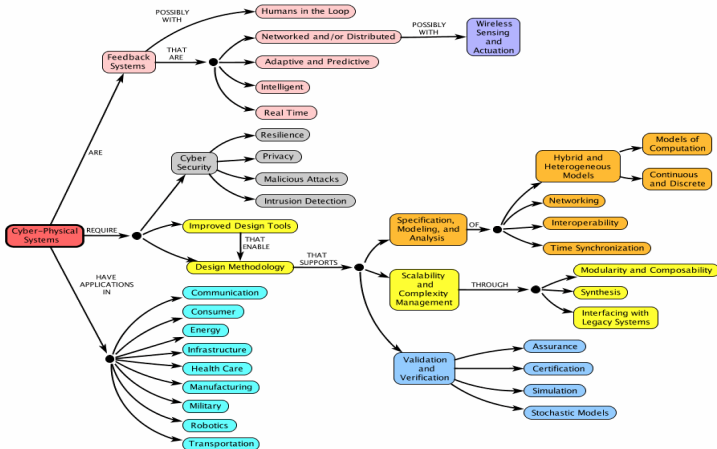 POSSIBLY
WITH
Humans in the Loop
Feedback
Systems
THAT
ARE
Networked and/or Distributed
POSSIBLY
WITH
Wireless
Sensing
and
Actuation
Adaptive and Predictive
Intelligent
Real Time
ARE
Cyber-Physical
Systems
REQUIRE
Cyber
Security
Resilience
Privacy
Malicious Attacks
Intrusion Detection
Improved Design Tools
THAT
ENABLE
Design Methodology
THAT
SUPPORTS
Specification,
Modeling, and
Analysis
OF
Hybrid and
Heterogeneous
Models
Models of
Computation
Continuous
and Discrete
Networking
Interoperability
Time Synchronization
Scalability
and
Complexity
Management
THROUGH
Modularity and Composability
Synthesis
Interfacing with
Legacy Systems
Validation
and
Verification
Assurance
Certification
Simulation
Stochastic Models
HAVE
APPLICATIONS
IN
Communication
Consumer
Energy
Infrastructure
Health Care
Manufacturing
Military
Robotics
Transportation